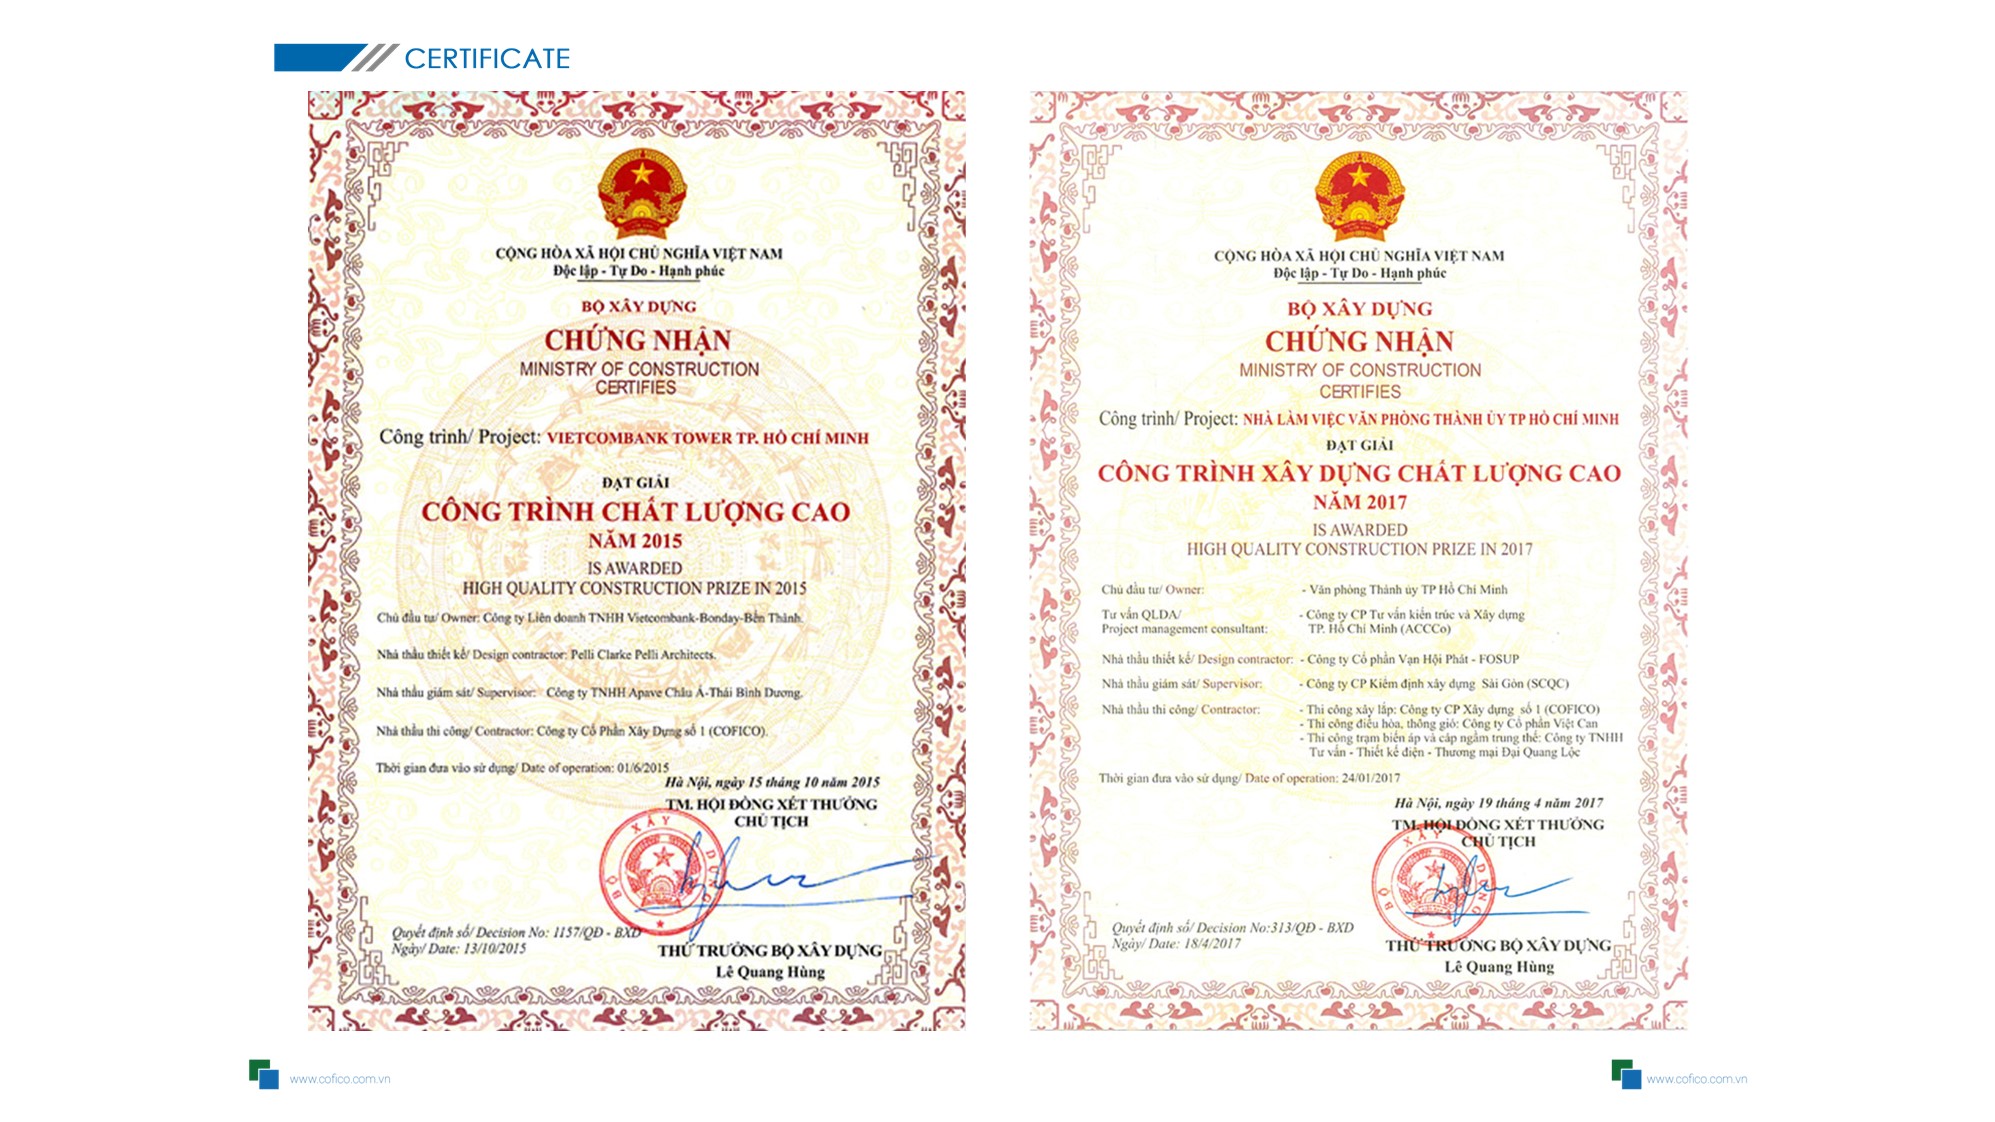 CERTIFICATE
CỘNG HÒA XÃ HỘI CHỦ NGHĨA VIỆT NAM
Độc lập - Tự Do - Hạnh phúc
BỘ XÂY DỰNG
CHỨNG NHẬN
MINISTRY OF CONSTRUCTION
CERTIFIES
Công trình/ Project: VIETCOMBANK TOWER TP. HỒ CHÍ MINH
ĐẠT GIẢI
CÔNG TRÌNH CHẤT LƯỢNG CAO
NĂM 2015
IS AWARDED
HIGH QUALITY CONSTRUCTION PRIZE IN 2015
Chủ đầu tư/ Owner: Công ty Liên doanh TNHH Vietcombank-Bonday-Bến Thành.
Nhà thầu thiết kế/ Design contractor: Pelli Clarke Pelli Architects.
Nhà thầu giám sát/ Supervisor: Công ty TNHH Apave Châu Á-Thái Bình Dương.
Nhà thầu thi công/ Contractor: Công ty Cổ Phần Xây Dựng số 1 (COFICO).
Thời gian đưa vào sử dụng/ Date of operation: 01/6/2015
Hà Nội, ngày 15 tháng 10 năm 2015
TM. HỘI ĐỒNG XÉT THƯỞNG
CHỦ TỊCH
BỘ XÂY DỰNG
Quyết định số/ Decision No: 1157/QĐ - BXD
Ngày/ Date: 13/10/2015
THỨ TRƯỞNG BỘ XÂY DỰNG
Lê Quang Hùng
CỘNG HÒA XÃ HỘI CHỦ NGHĨA VIỆT NAM
Độc lập - Tự Do - Hạnh phúc
BỘ XÂY DỰNG
CHỨNG NHẬN
MINISTRY OF CONSTRUCTION
CERTIFIES
Công trình/ Project: NHÀ LÀM VIỆC VĂN PHÒNG THÀNH ỦY TP HỒ CHÍ MINH
ĐẠT GIẢI
CÔNG TRÌNH XÂY DỰNG CHẤT LƯỢNG CAO
NĂM 2017
IS AWARDED
HIGH QUALITY CONSTRUCTION PRIZE IN 2017
Chủ đầu tư/ Owner: - Văn phòng Thành ủy TP Hồ Chí Minh
Tư vấn QLDA/ - Công ty CP Tư vấn kiến trúc và Xây dựng
Project management consultant: TP. Hồ Chí Minh (ACCCo)
Nhà thầu thiết kế/ Design contractor: - Công ty Cổ phần Vạn Hội Phát - FOSUP
Nhà thầu giám sát/ Supervisor: - Công ty CP Kiểm định xây dựng Sài Gòn (SCQC)
Nhà thầu thi công/ Contractor: - Thi công xây lắp: Công ty CP Xây dựng số 1 (COFICO)
- Thi công điều hòa, thông gió: Công ty Cổ phần Việt Can
- Thi công trạm biến áp và cáp ngầm trung thế: Công ty TNHH
Tư vấn - Thiết kế điện - Thương mại Đại Quang Lộc
Thời gian đưa vào sử dụng/ Date of operation: 24/01/2017
Hà Nội, ngày 19 tháng 4 năm 2017
TM. HỘI ĐỒNG XÉT THƯỞNG
CHỦ TỊCH
BỘ XÂY DỰNG
Quyết định số/ Decision No:313/QĐ - BXD
Ngày/ Date: 18/4/2017
THỨ TRƯỞNG BỘ XÂY DỰNG
Lê Quang Hùng
www.cofico.com.vn
www.cofico.com.vn